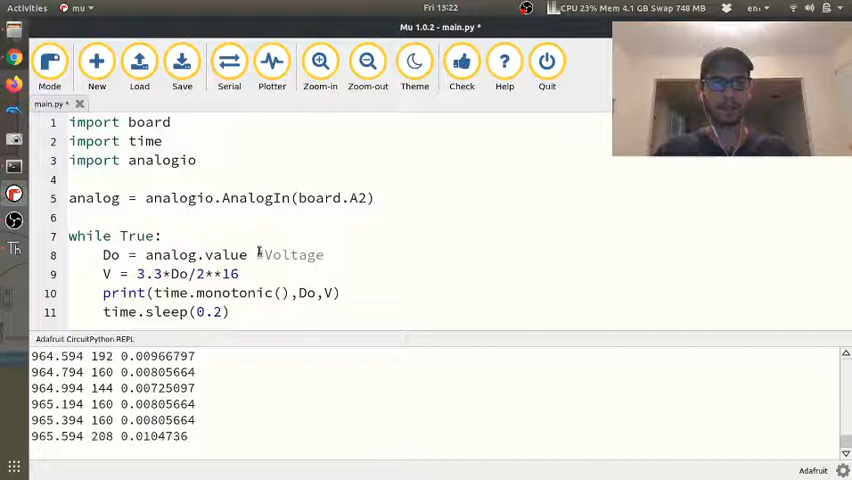 Activities mu Fri 13:22 CPU 23% Mem 4.1 GB Swap 748 MB en
Mu 1.0.2 - main.py *
Mode New Load Save Serial Plotter Zoom-in Zoom-out Theme Check Help Quit
main.py *
1 import board
2 import time
3 import analogio
4
5 analog = analogio.AnalogIn(board.A2)
6
7 while True:
8 Do = analog.value #Voltage
9 V = 3.3*Do/2**16
10 print(time.monotonic(),Do,V)
11 time.sleep(0.2)
Adafruit CircuitPython REPL
964.594 192 0.00966797
964.794 160 0.00805664
964.994 144 0.00725097
965.194 160 0.00805664
965.394 160 0.00805664
965.594 208 0.0104736
Adafruit